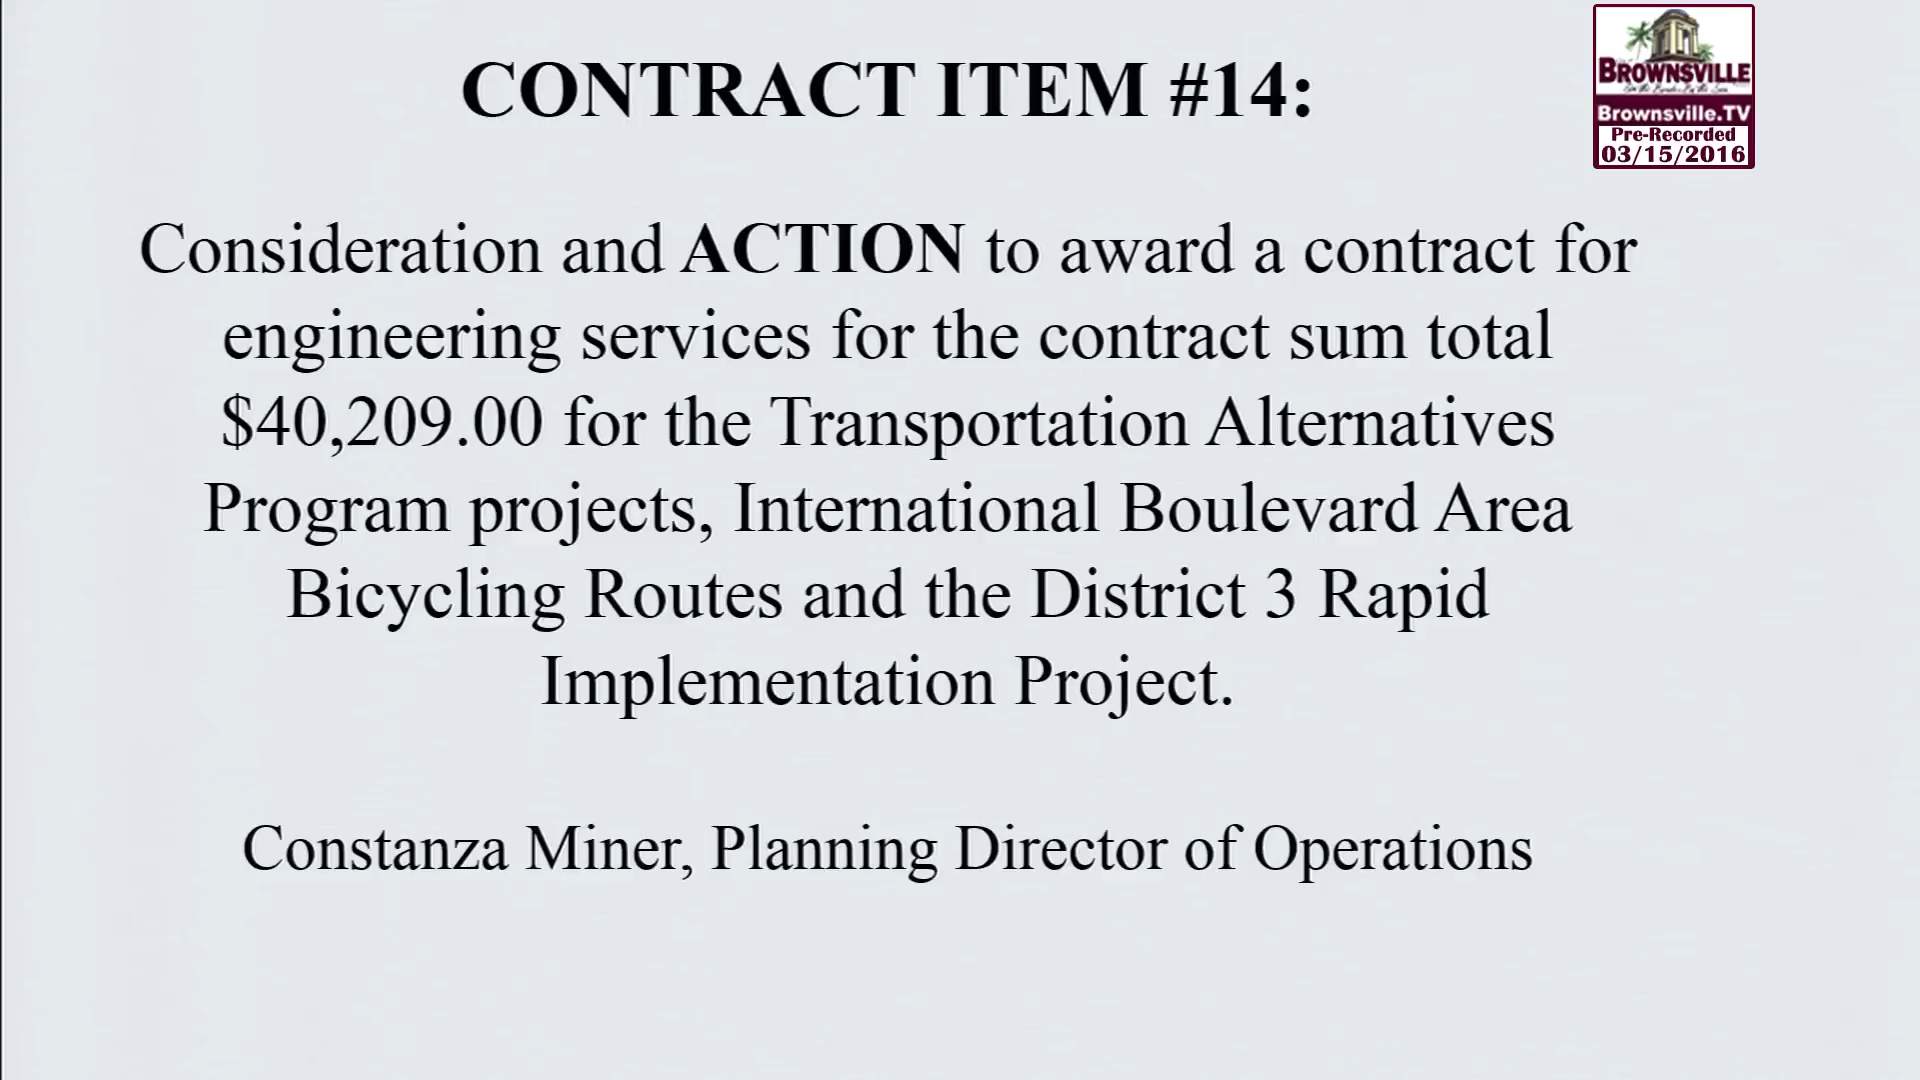 CONTRACT ITEM #14:
BROWNSVILLE
Brownsville.TV
Pre-Recorded
03/15/2016
Consideration and ACTION to award a contract for
engineering services for the contract sum total
$40,209.00 for the Transportation Alternatives
Program projects, International Boulevard Area
Bicycling Routes and the District 3 Rapid
Implementation Project.
Constanza Miner, Planning Director of Operations